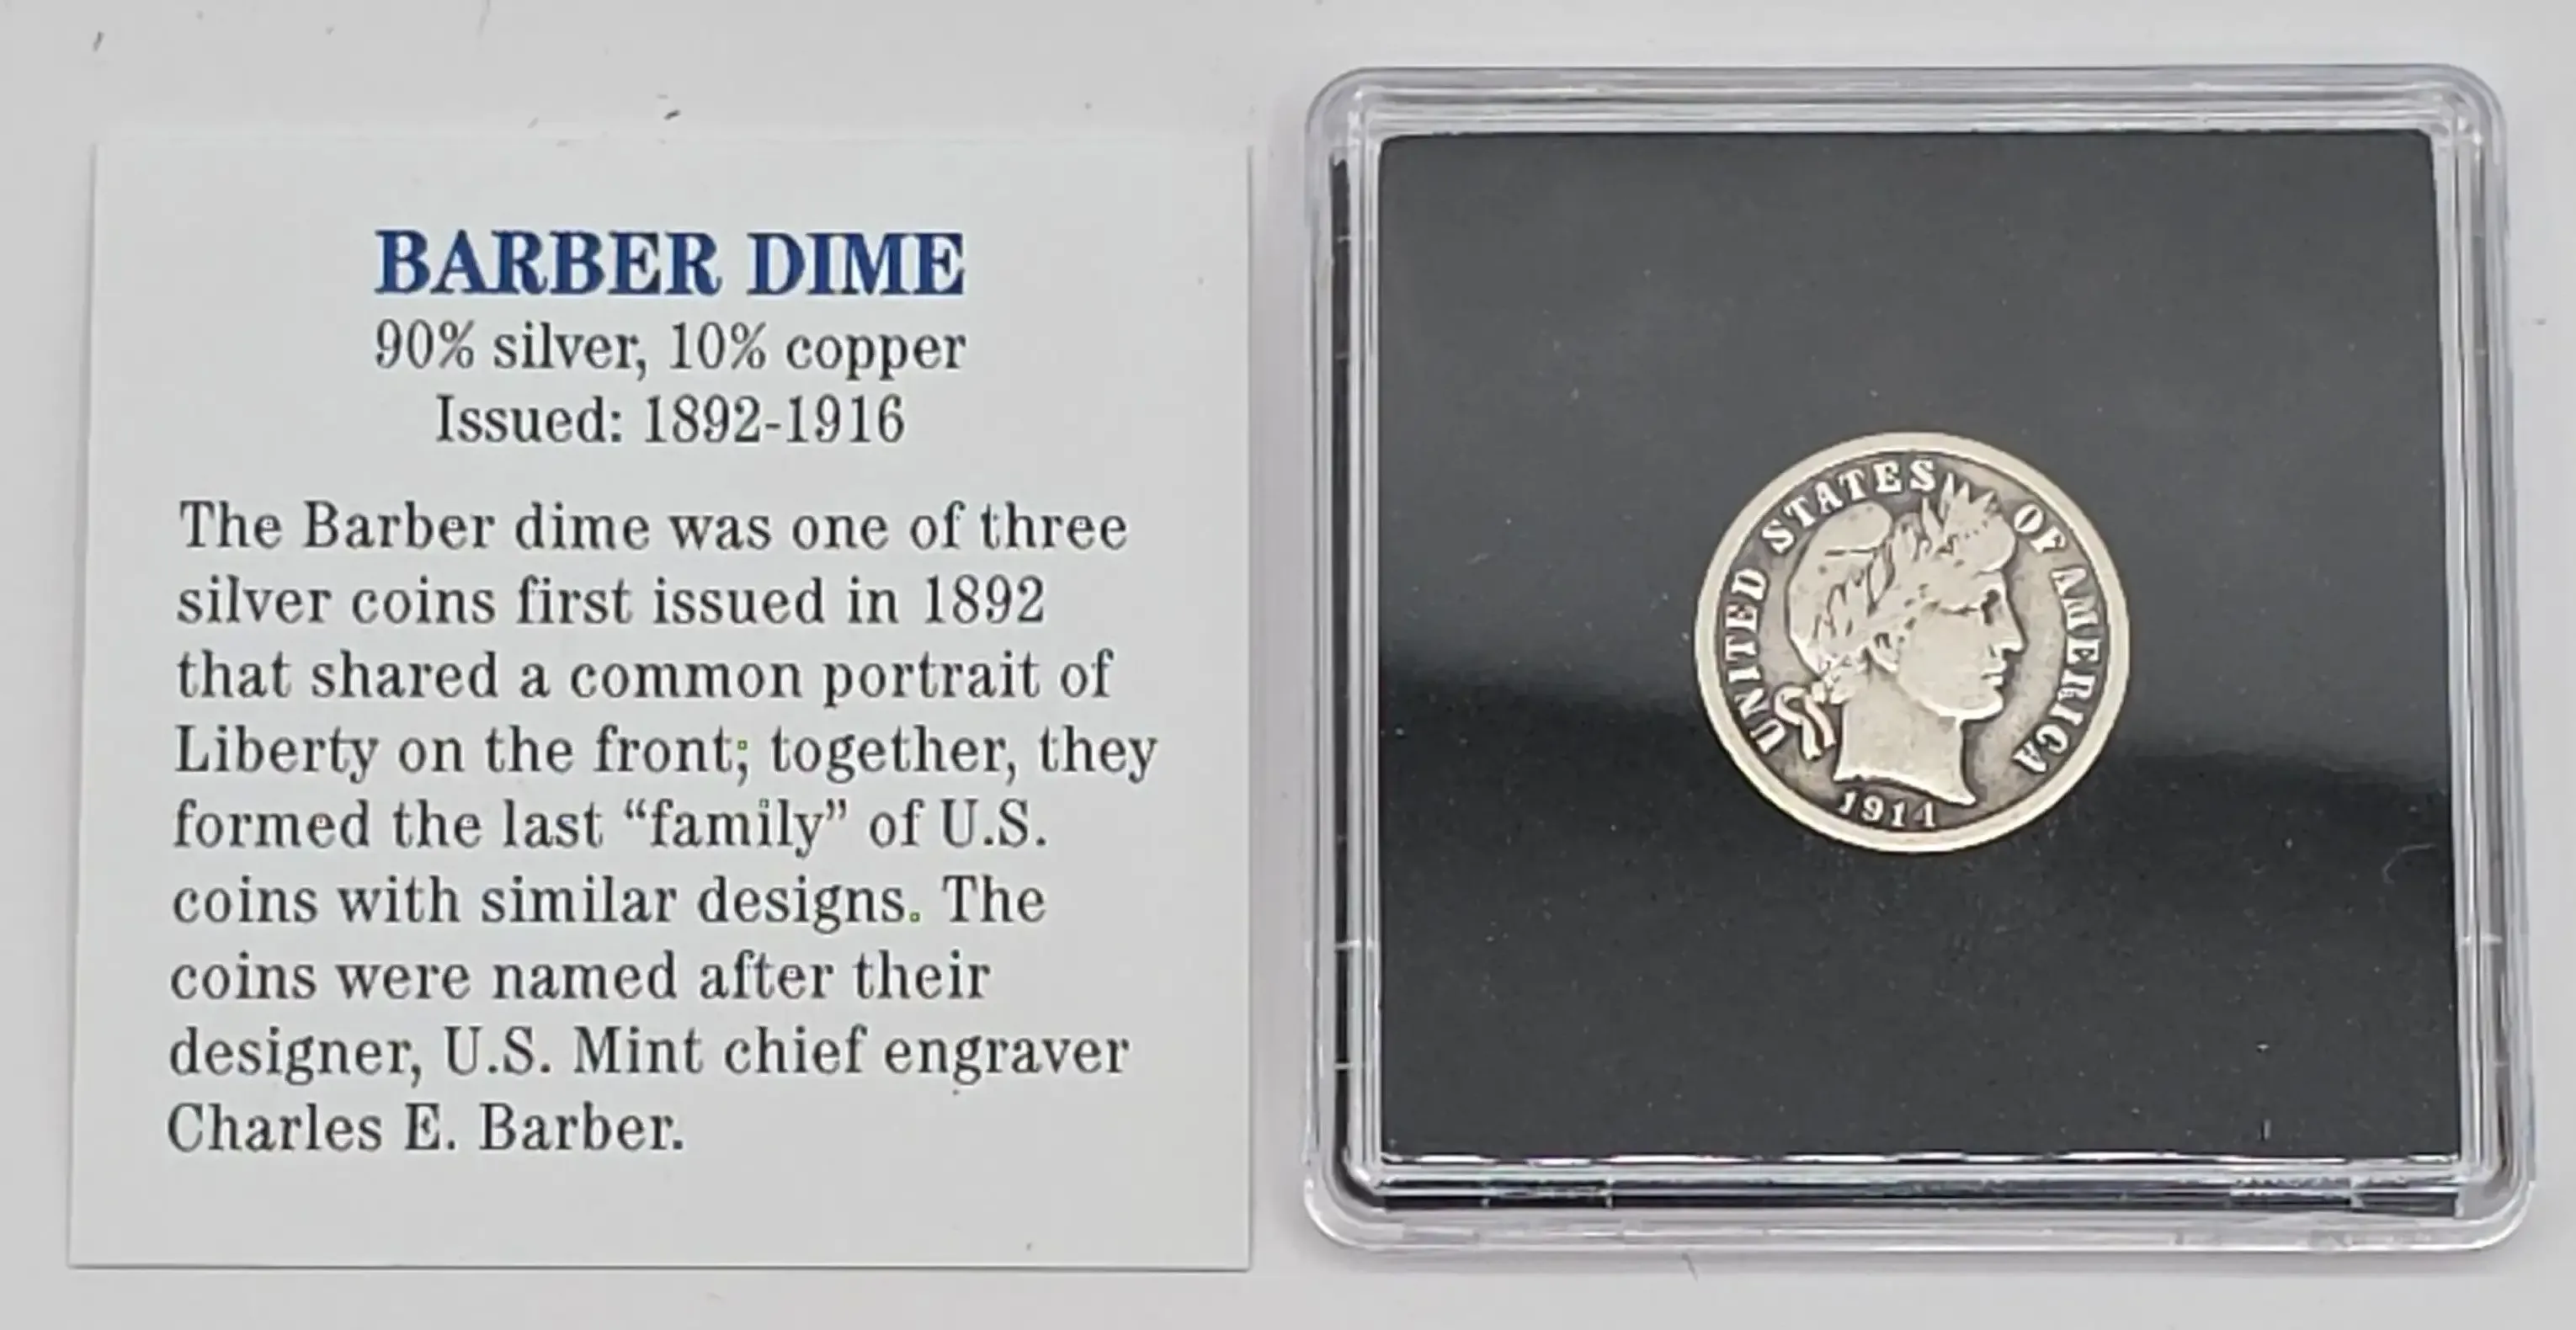 BARBER DIME
90% silver, 10% copper
Issued: 1892-1916
The Barber dime was one of three
silver coins first issued in 1892
that shared a common portrait of
Liberty on the front; together, they
formed the last “family” of U.S.
coins with similar designs. The
coins were named after their
designer, U.S. Mint chief engraver
Charles E. Barber.
UNITED STATES OF AMERICA
1914